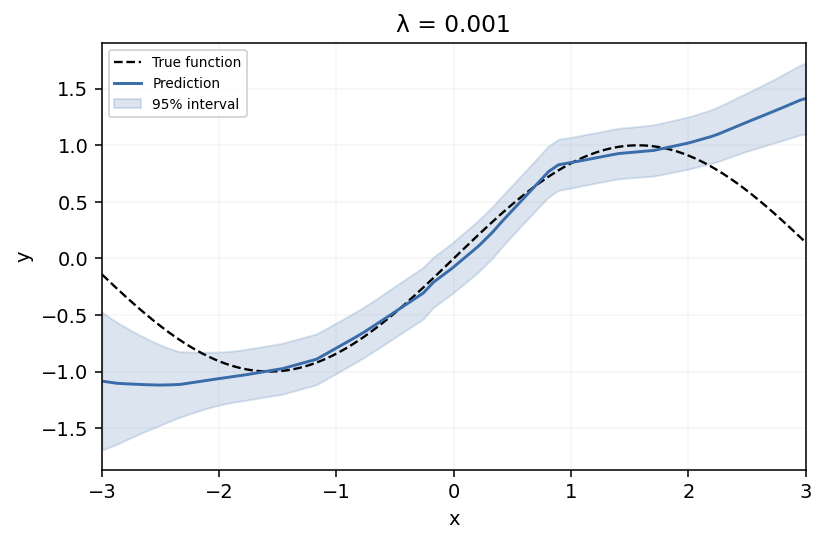 λ = 0.001
True function
Prediction
95% interval
y
1.5
1.0
0.5
0.0
−0.5
−1.0
−1.5
−3 −2 −1 0 1 2 3
x